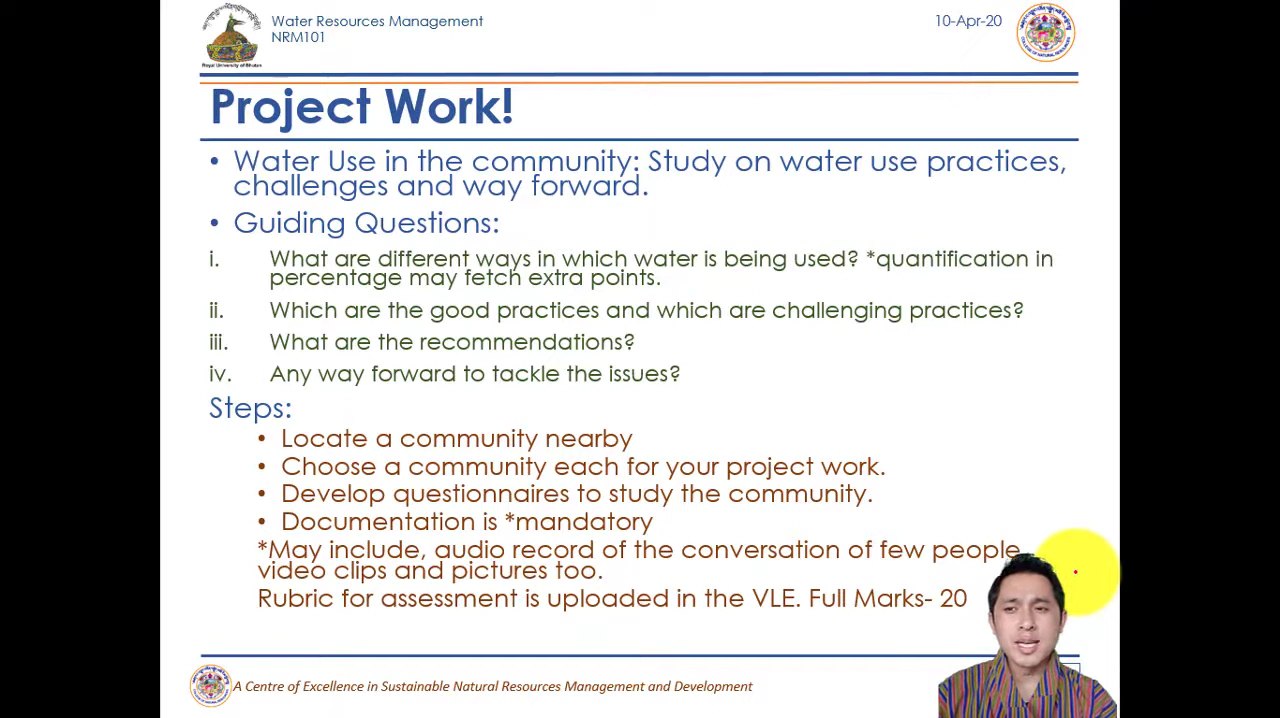 Water Resources Management
NRM101
10-Apr-20
Royal University of Bhutan
Project Work!
• Water Use in the community: Study on water use practices,
challenges and way forward.
• Guiding Questions:
i. What are different ways in which water is being used? *quantification in
percentage may fetch extra points.
ii. Which are the good practices and which are challenging practices?
iii. What are the recommendations?
iv. Any way forward to tackle the issues?
Steps:
• Locate a community nearby
• Choose a community each for your project work.
• Develop questionnaires to study the community.
• Documentation is *mandatory
*May include, audio record of the conversation of few people,
video clips and pictures too.
Rubric for assessment is uploaded in the VLE. Full Marks- 20
A Centre of Excellence in Sustainable Natural Resources Management and Development